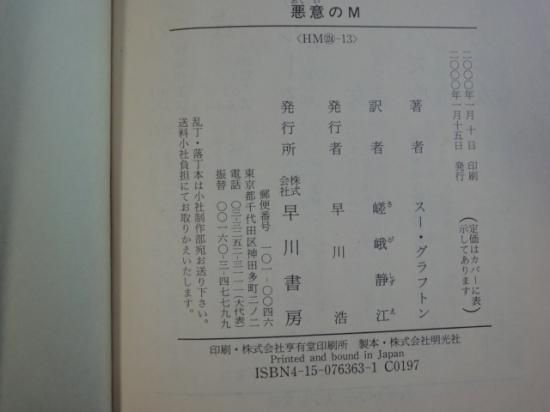 悪意のM
〈HM㉔-13〉
二〇〇〇年一月十日 印刷
二〇〇〇年一月十五日 発行
(定価はカバーに表
示してあります)
著者 スー・グラフトン
訳者 嵯峨静江
発行者 早川浩
発行所 株式会社 早川書房
郵便番号 一〇一-〇〇四六
東京都千代田区神田多町二ノ二
電話 〇三-三二五二-三一一一(大代表)
振替 〇〇一六〇-三-四七七九九
乱丁・落丁本は小社制作部宛お送り下さい。
送料小社負担にてお取りかえいたします。
印刷・株式会社亨有堂印刷所 製本・株式会社明光社
Printed and bound in Japan
ISBN4-15-076363-1 C0197